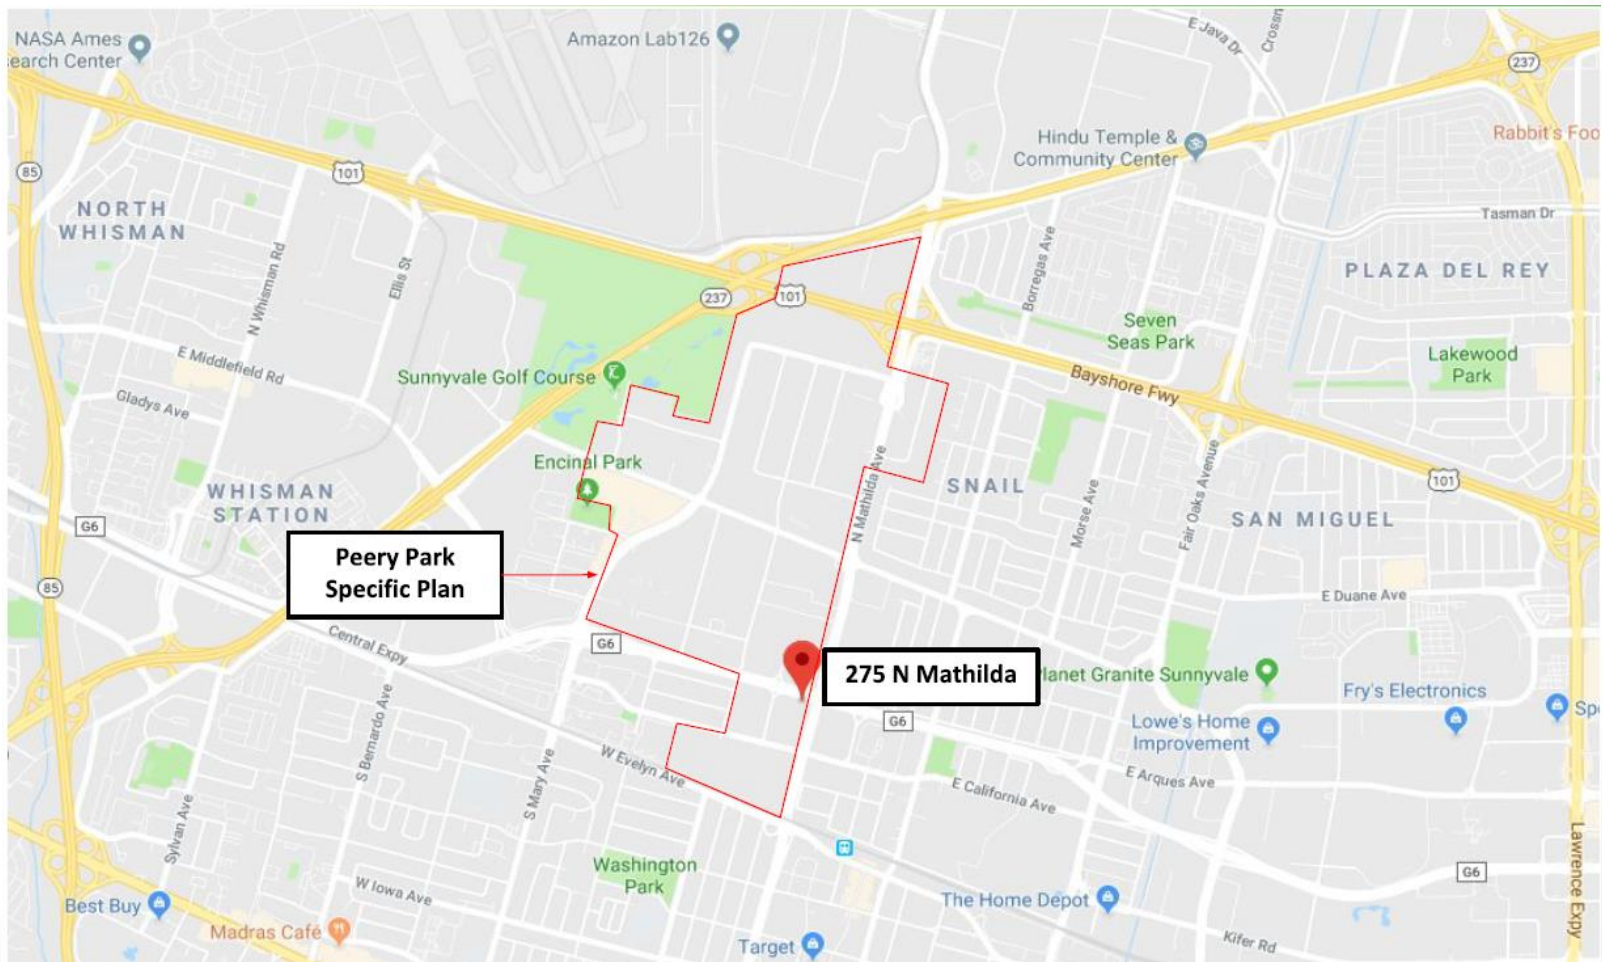 NASA Ames
search Center
Amazon Lab126
E Java Dr
Crossn
237
Hindu Temple &
Community Center
Rabbit's Foo
85
101
NORTH
WHISMAN
Tasman Dr
N Whisman Rd
Ellis St
Borregas Ave
PLAZA DEL REY
237
101
Seven
Seas Park
E Middlefield Rd
Sunnyvale Golf Course
Bayshore Fwy
Lakewood
Park
Gladys Ave
Encinal Park
N Mathilda Ave
SNAIL
Morse Ave
Fair Oaks Avenue
101
WHISMAN
STATION
SAN MIGUEL
G6
Peery Park
Specific Plan
85
E Duane Ave
Central Expy
G6
275 N Mathilda
Planet Granite Sunnyvale
Fry's Electronics
Spo
G6
Lowe's Home
Improvement
S Bernardo Ave
W Evelyn Ave
S Mary Ave
E California Ave
E Arques Ave
Sylvan Ave
Lawrence Expy
Washington
Park
G6
W Iowa Ave
Best Buy
The Home Depot
Madras Café
Target
Kifer Rd